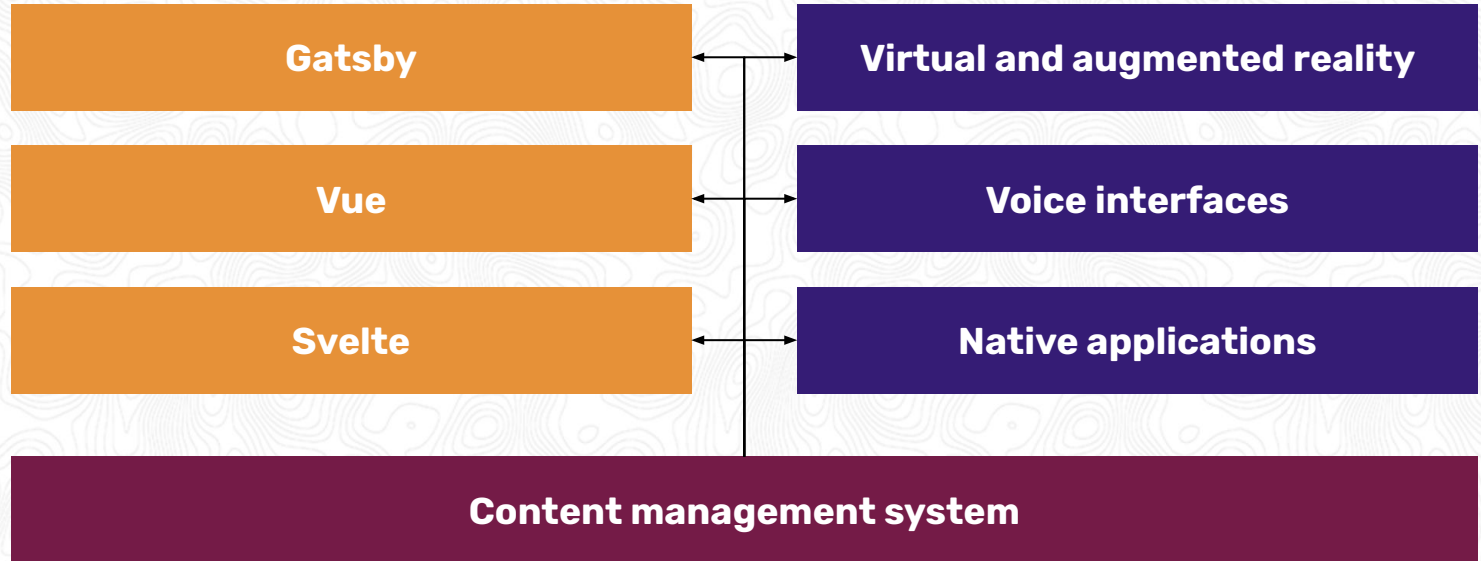 Gatsby
Virtual and augmented reality
Vue
Voice interfaces
Svelte
Native applications
Content management system